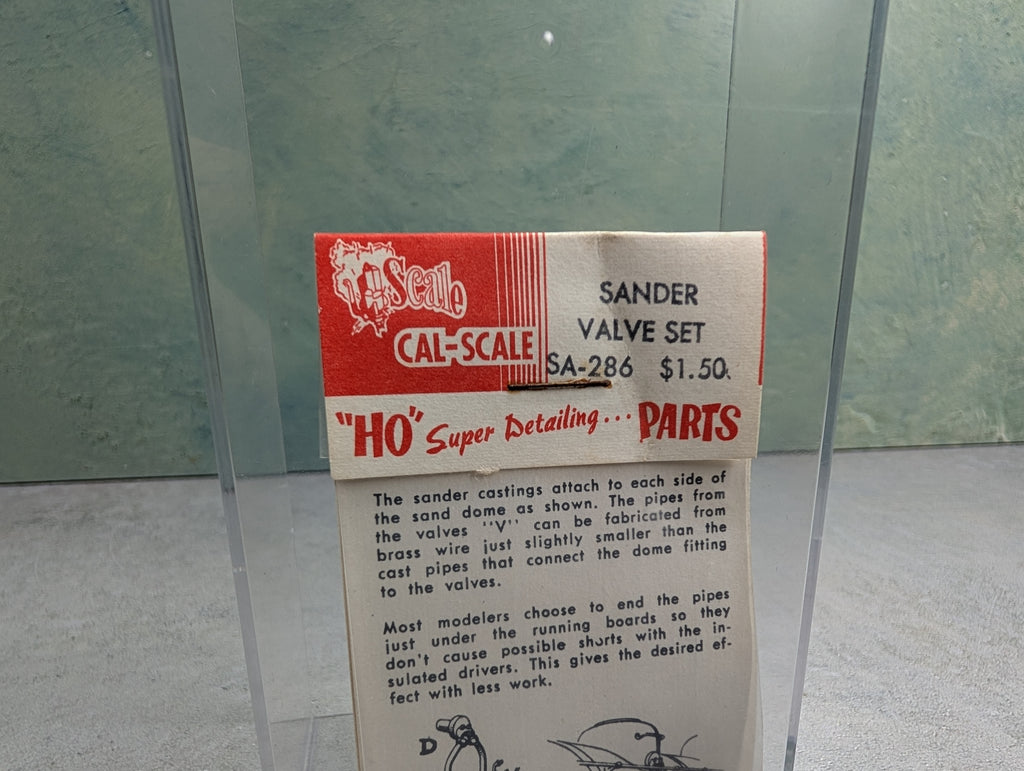 Scale
CAL-SCALE
SANDER
VALVE SET
SA-286 $1.50
"HO" Super Detailing... PARTS
The sander castings attach to each side of
the sand dome as shown. The pipes from
the valves "V" can be fabricated from
brass wire just slightly smaller than the
cast pipes that connect the dome fitting
to the valves.
Most modelers choose to end the pipes
just under the running boards so they
don't cause possible shorts with the in-
sulated drivers. This gives the desired ef-
fect with less work.
D